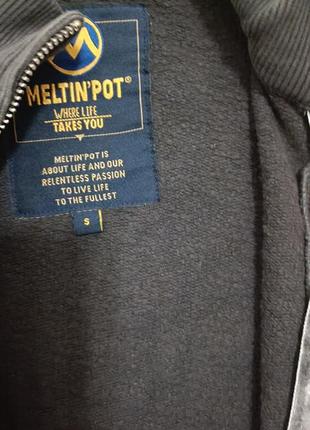 MELTIN'POT®
WHERE LIFE
TAKES YOU
MELTIN'POT IS
ABOUT LIFE AND OUR
RELENTLESS PASSION
TO LIVE LIFE
TO THE FULLEST
S